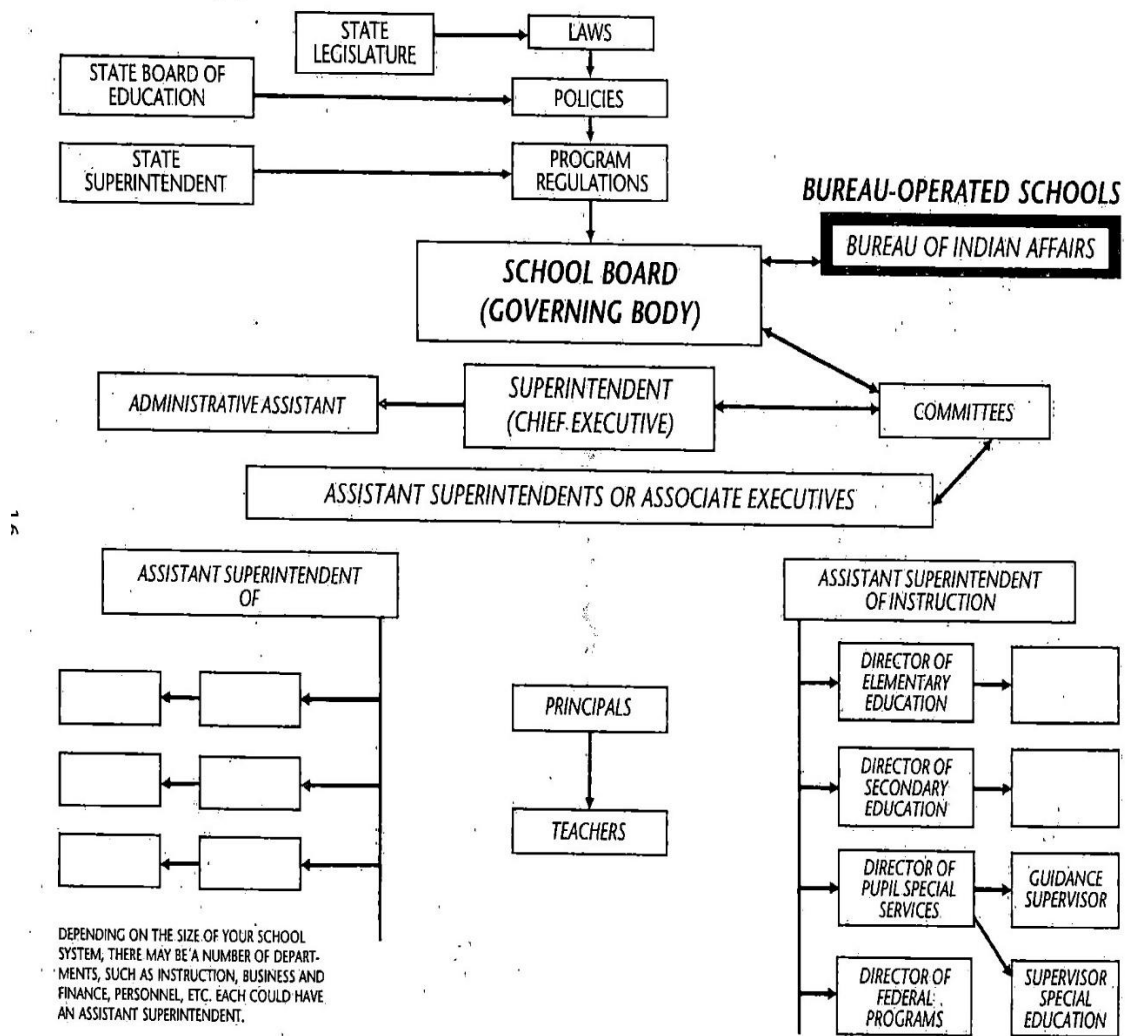 STATE
LEGISLATURE
LAWS
STATE BOARD OF
EDUCATION
POLICIES
STATE
SUPERINTENDENT
PROGRAM
REGULATIONS
BUREAU-OPERATED SCHOOLS
BUREAU OF INDIAN AFFAIRS
SCHOOL BOARD
(GOVERNING BODY)
ADMINISTRATIVE ASSISTANT
SUPERINTENDENT
(CHIEF EXECUTIVE)
COMMITTEES
ASSISTANT SUPERINTENDENTS OR ASSOCIATE EXECUTIVES
16
ASSISTANT SUPERINTENDENT
OF
ASSISTANT SUPERINTENDENT
OF INSTRUCTION
DIRECTOR OF
ELEMENTARY
EDUCATION
PRINCIPALS
DIRECTOR OF
SECONDARY
EDUCATION
TEACHERS
DIRECTOR OF
PUPIL SPECIAL
SERVICES
GUIDANCE
SUPERVISOR
DIRECTOR OF
FEDERAL
PROGRAMS
SUPERVISOR
SPECIAL
EDUCATION
DEPENDING ON THE SIZE OF YOUR SCHOOL
SYSTEM, THERE MAY BE A NUMBER OF DEPART-
MENTS, SUCH AS INSTRUCTION, BUSINESS AND
FINANCE, PERSONNEL, ETC. EACH COULD HAVE
AN ASSISTANT SUPERINTENDENT.